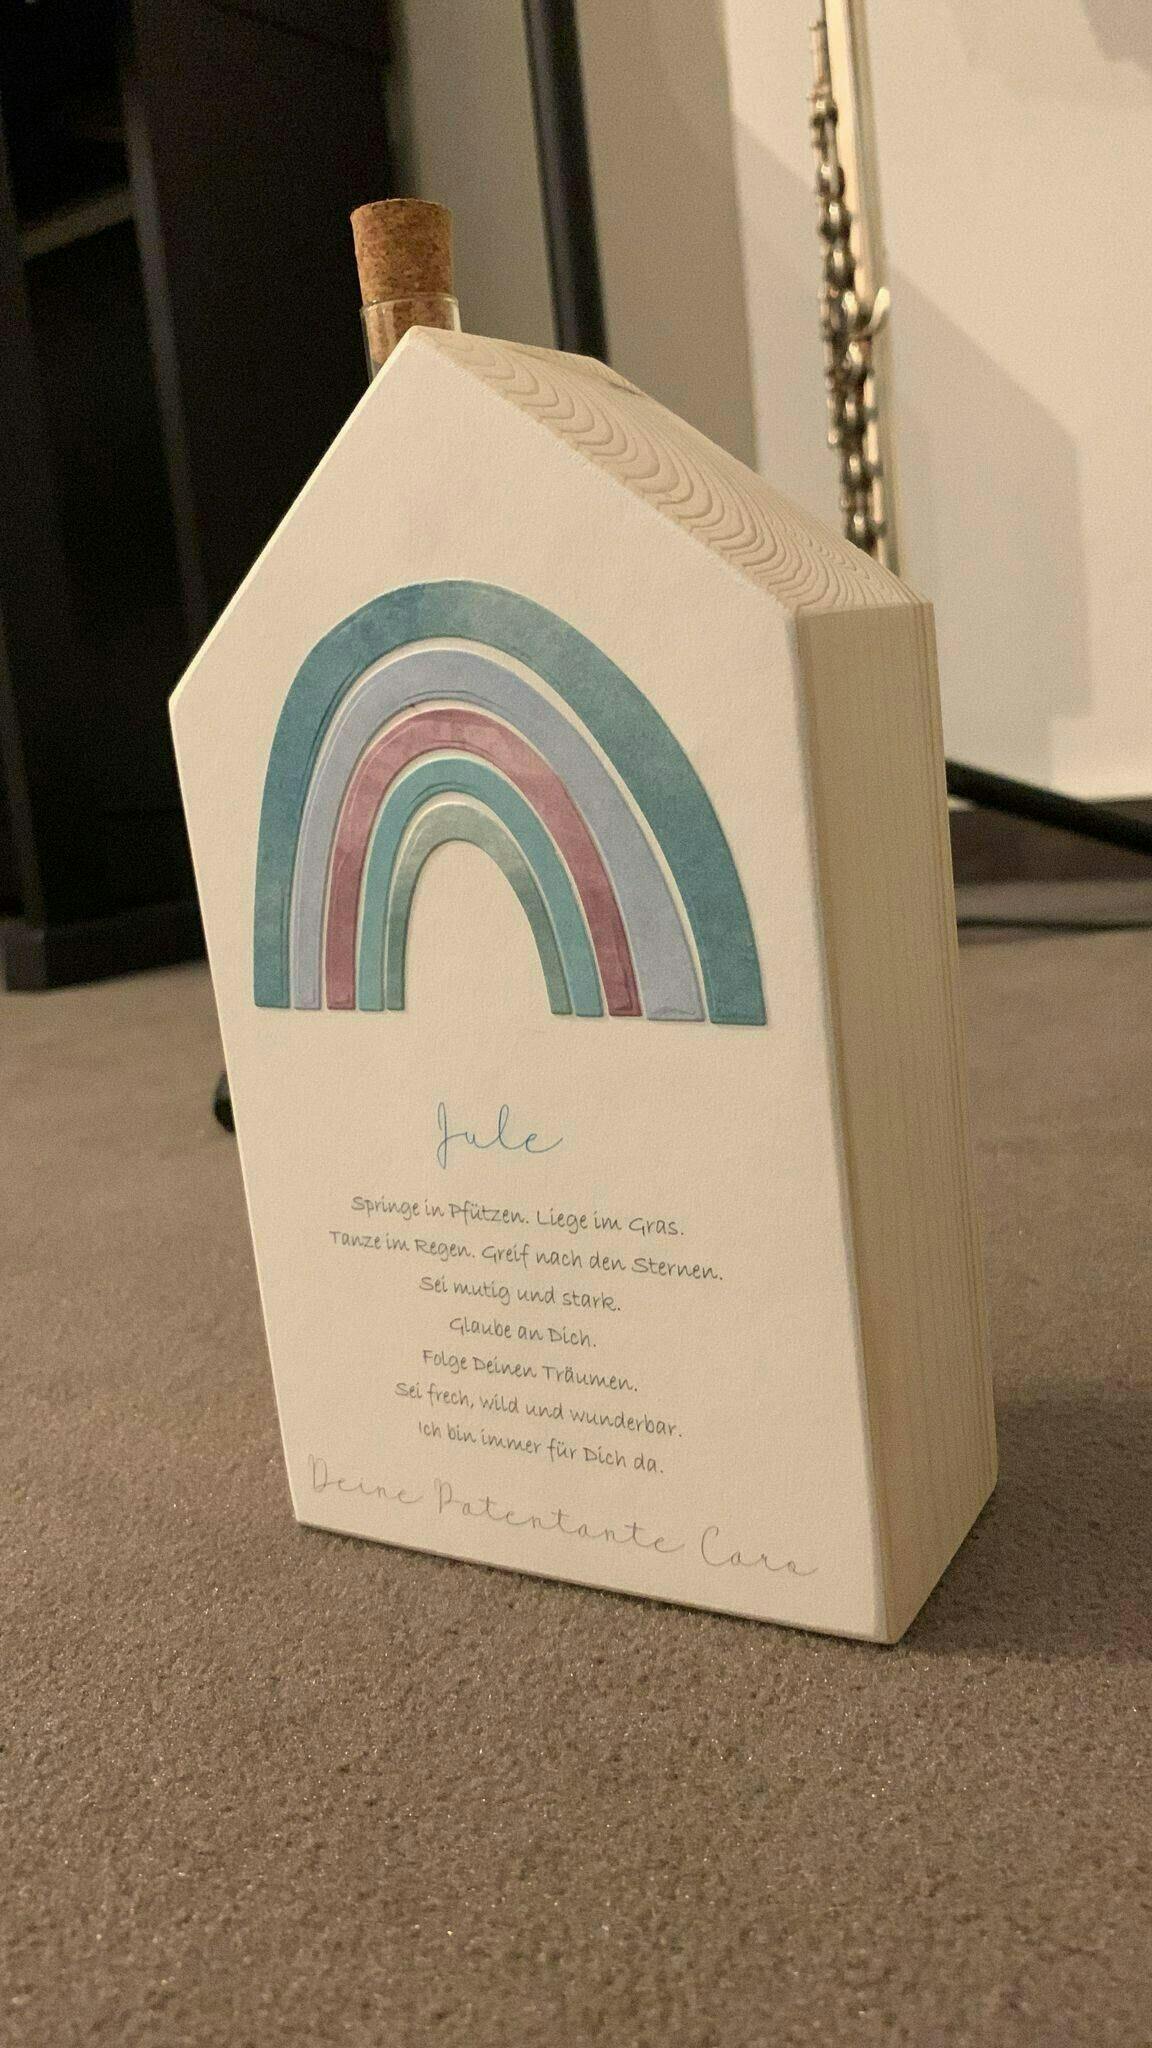 Jule
Springe in Pfützen. Liege im Gras.
Tanze im Regen. Greif nach den Sternen.
Sei mutig und stark.
Glaube an Dich.
Folge Deinen Träumen.
Sei frech, wild und wunderbar.
Ich bin immer für Dich da.
Deine Patentante Caro